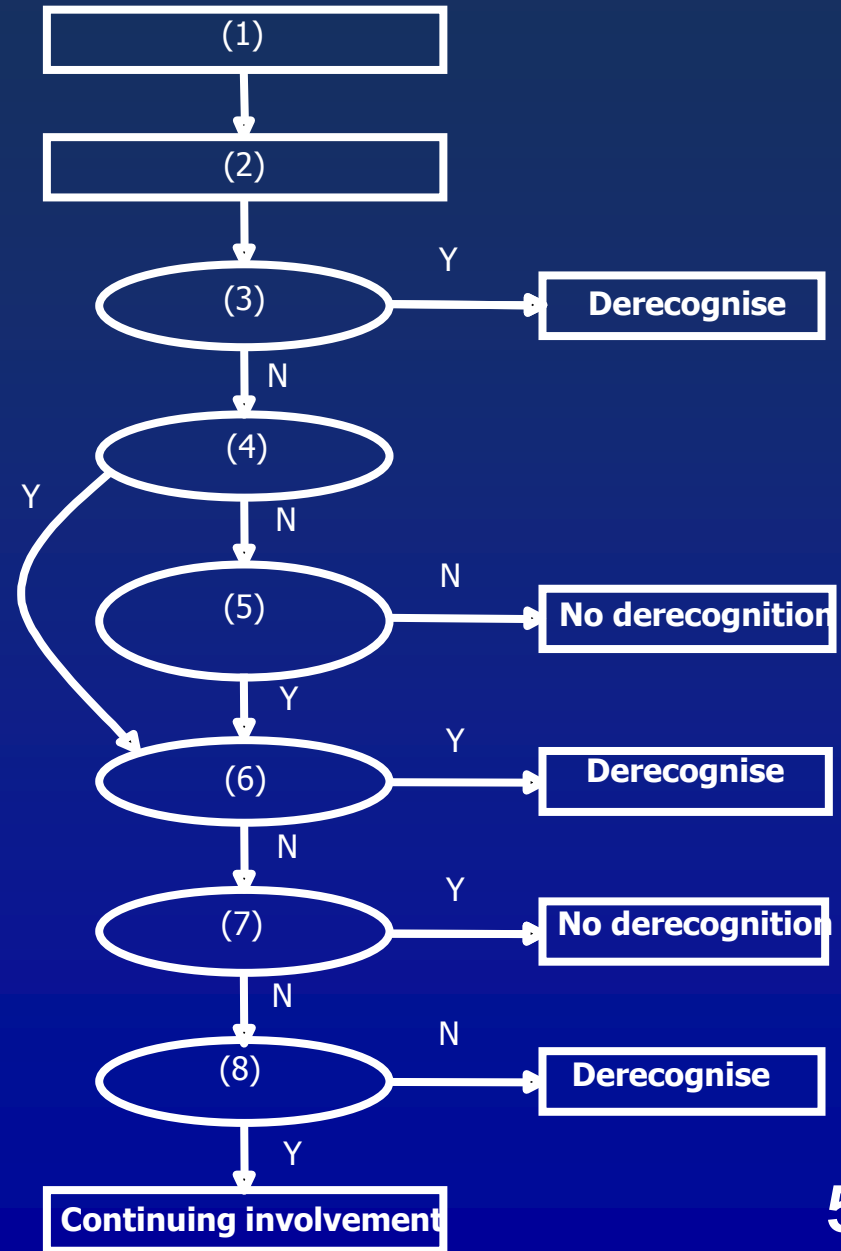 (1)
(2)
(3)
Y
Derecognise
N
(4)
Y
N
(5)
N
No derecognition
Y
(6)
Y
Derecognise
N
(7)
Y
No derecognition
N
(8)
N
Derecognise
Y
Continuing involvement
5